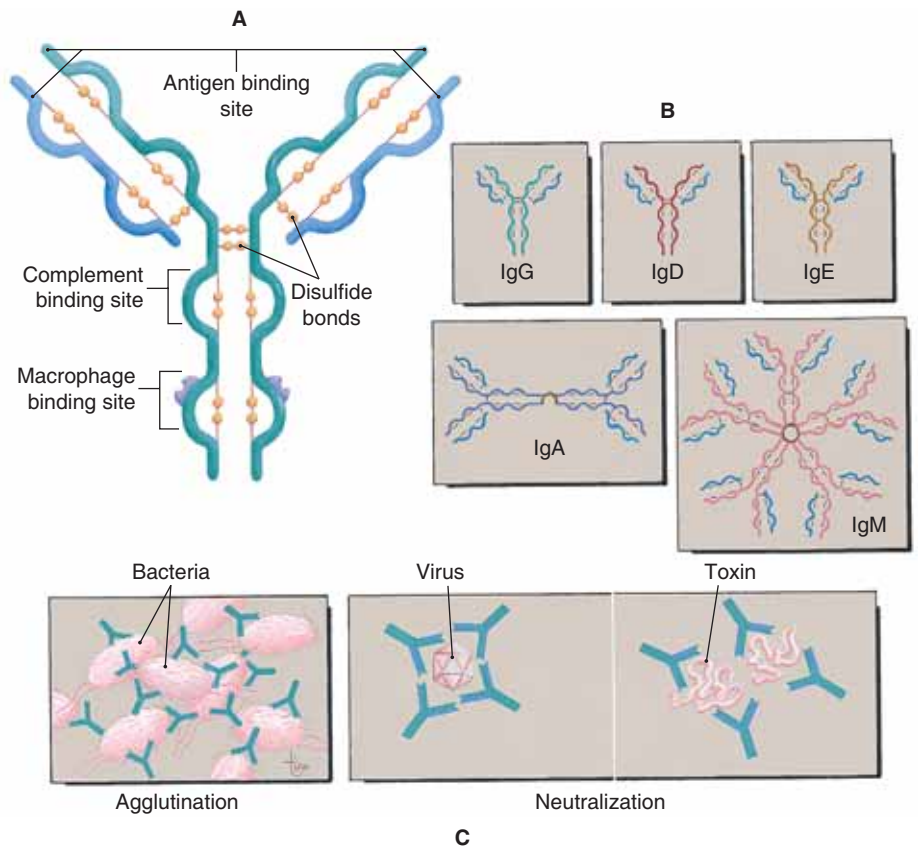 A
Antigen binding
site
Complement
binding site
Disulfide
bonds
Macrophage
binding site
B
IgG
IgD
IgE
IgA
IgM
Bacteria
Virus
Toxin
Agglutination
Neutralization
C